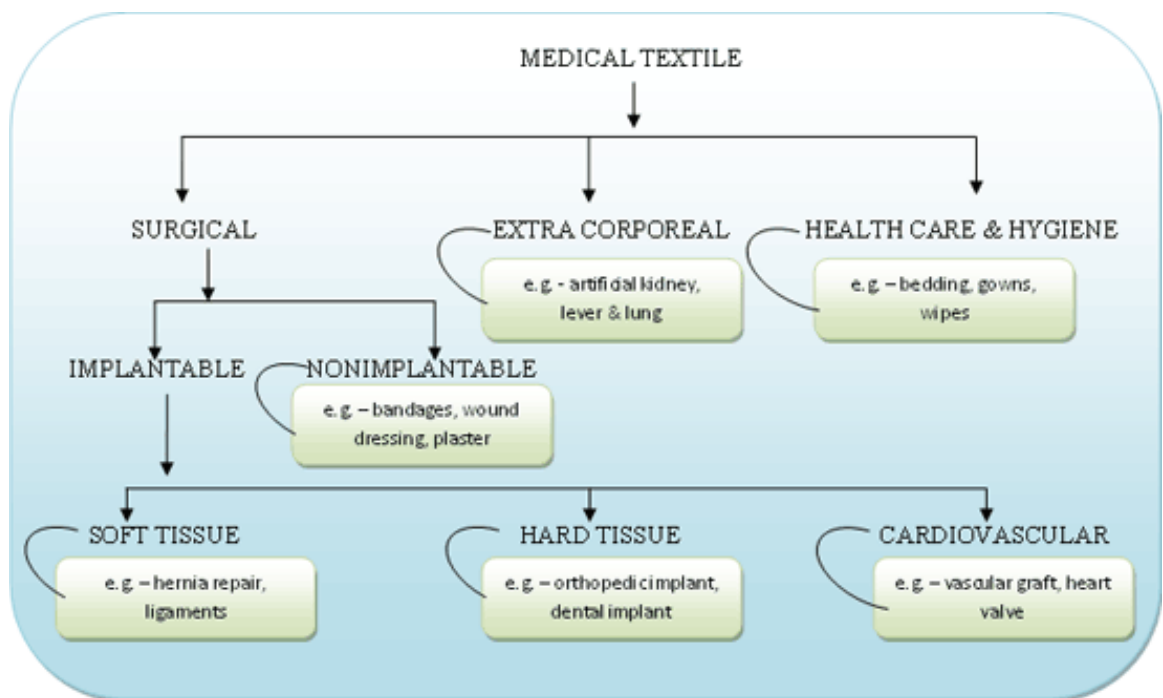 MEDICAL TEXTILE
SURGICAL
EXTRA CORPOREAL
HEALTH CARE & HYGIENE
e.g. - artificial kidney,
lever & lung
e.g. – bedding, gowns,
wipes
IMPLANTABLE
NONIMPLANTABLE
e.g. – bandages, wound
dressing, plaster
SOFT TISSUE
HARD TISSUE
CARDIOVASCULAR
e.g. – hernia repair,
ligaments
e.g. – orthopedic implant,
dental implant
e.g. – vascular graft, heart
valve